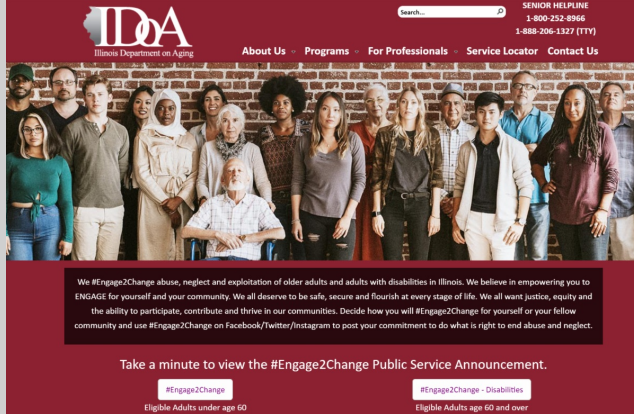 IDoA
Illinois Department on Aging
Search...
SENIOR HELPLINE
1-800-252-8966
1-888-206-1327 (TTY)
About Us Programs For Professionals Service Locator Contact Us
We #Engage2Change abuse, neglect and exploitation of older adults and adults with disabilities in Illinois. We believe in empowering you to
ENGAGE for yourself and your community. We all deserve to be safe, secure and flourish at every stage of life. We all want justice, equity and
the ability to participate, contribute and thrive in our communities. Decide how you will #Engage2Change for yourself or your fellow
community and use #Engage2Change on Facebook/Twitter/Instagram to post your commitment to do what is right to end abuse and neglect.
Take a minute to view the #Engage2Change Public Service Announcement.
#Engage2Change
#Engage2Change - Disabilities
Eligible Adults under age 60
Eligible Adults age 60 and over